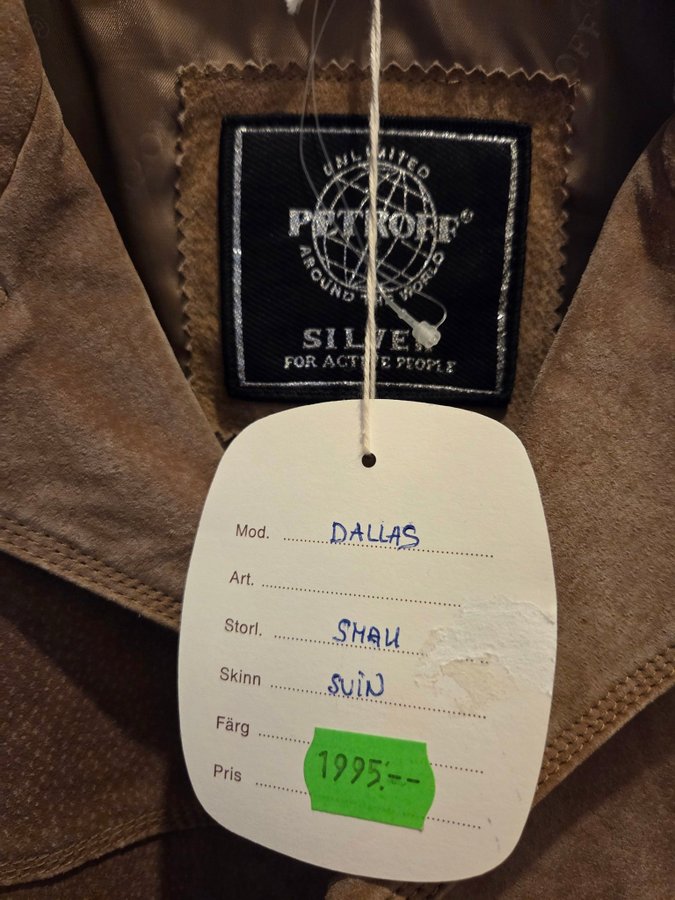 UNLIMITED
PETROFF®
AROUND THE WORLD
SILVER
FOR ACTIVE PEOPLE
Mod. DALLAS
Art.
Storl. SMALL
Skinn SVIN
Färg
Pris 1995:--